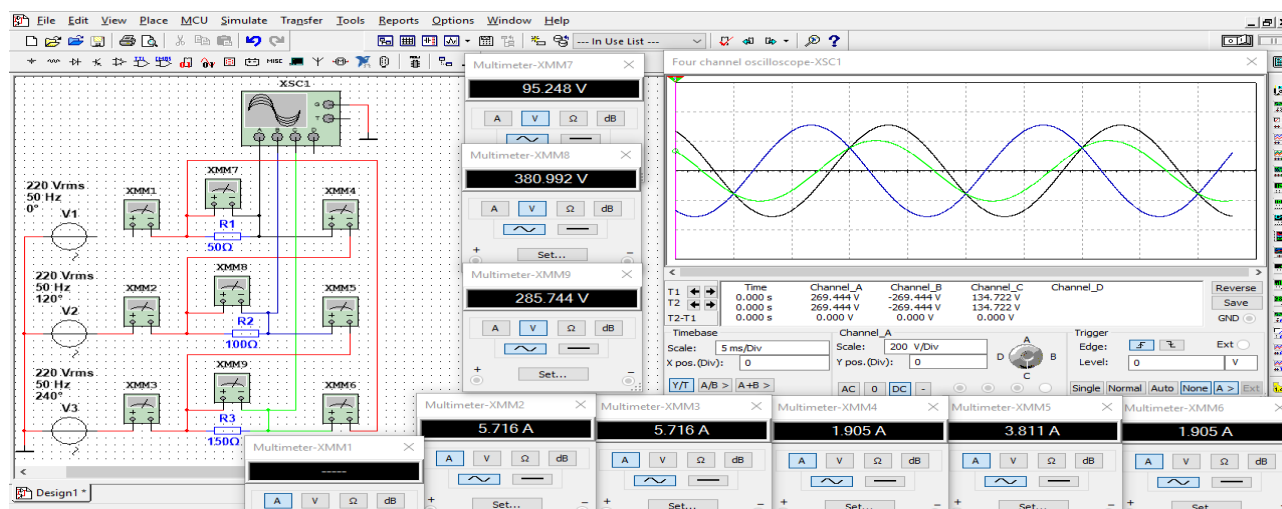 File Edit View Place MCU Simulate Transfer Tools Reports Options Window Help
--- In Use List ---
XSC1
G
T
A B C D
220 Vrms
50 Hz
0°
V1
XMM1
XMM7
R1
50Ω
XMM4
220 Vrms
50 Hz
120°
V2
XMM2
XMM8
R2
100Ω
XMM5
220 Vrms
50 Hz
240°
V3
XMM3
XMM9
R3
150Ω
XMM6
Design1 *
Multimeter-XMM7
95.248 V
A V Ω dB
Multimeter-XMM8
380.992 V
A V Ω dB
Set...
+ −
Multimeter-XMM9
285.744 V
A V Ω dB
Set...
+ −
Four channel oscilloscope-XSC1
Time Channel_A Channel_B Channel_C Channel_D
T1 0.000 s 269.444 V -269.444 V 134.722 V
T2 0.000 s 269.444 V -269.444 V 134.722 V
T2-T1 0.000 s 0.000 V 0.000 V 0.000 V
Reverse
Save
GND
Timebase
Scale: 5 ms/Div
X pos.(Div): 0
Y/T A/B > A+B >
Channel_A
Scale: 200 V/Div
Y pos.(Div): 0
AC 0 DC -
A
D B
C
Trigger
Edge: Ext
Level: 0 V
Single Normal Auto None A > Ext
Multimeter-XMM1
-----
A V Ω dB
Multimeter-XMM2
5.716 A
A V Ω dB
Set...
+ −
Multimeter-XMM3
5.716 A
A V Ω dB
Set...
+ −
Multimeter-XMM4
1.905 A
A V Ω dB
Set...
+ −
Multimeter-XMM5
3.811 A
A V Ω dB
Set...
+ −
Multimeter-XMM6
1.905 A
A V Ω dB
Set...
+